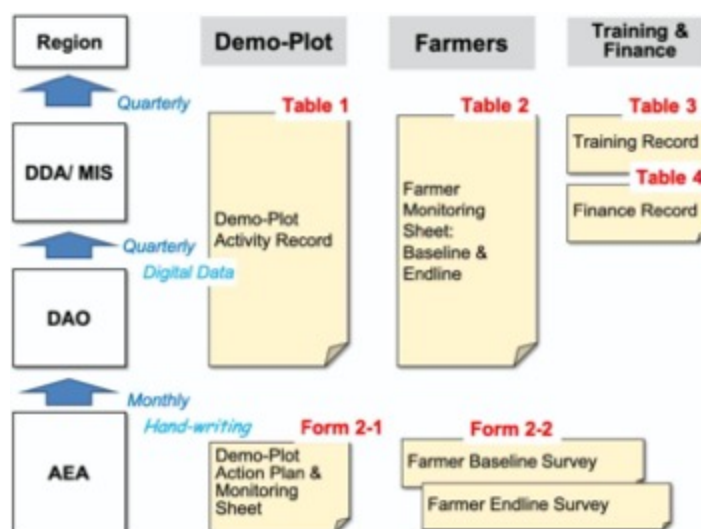 Region
Demo-Plot
Farmers
Training &
Finance
Quarterly
Table 1
Table 2
Table 3
DDA/ MIS
Training Record
Table 4
Demo-Plot
Activity Record
Farmer
Monitoring
Sheet:
Baseline &
Endline
Finance Record
Quarterly
Digital Data
DAO
Monthly
Hand-writing
Form 2-1
Form 2-2
AEA
Demo-Plot
Action Plan &
Monitoring
Sheet
Farmer Baseline Survey
Farmer Endline Survey